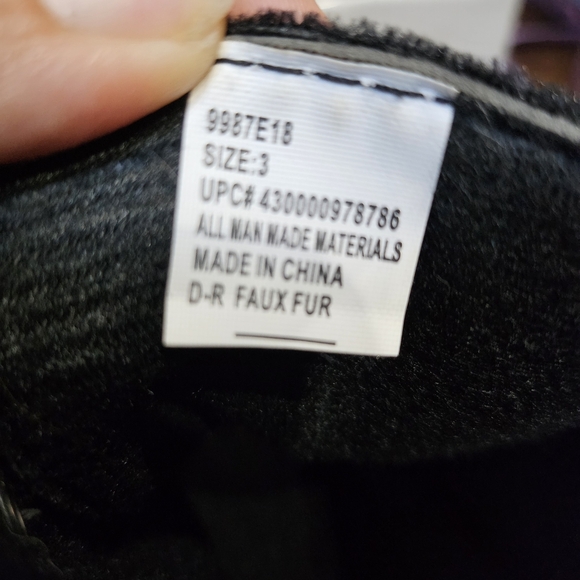 9987E18
SIZE:3
UPC# 430000978786
ALL MAN MADE MATERIALS
MADE IN CHINA
D-R FAUX FUR